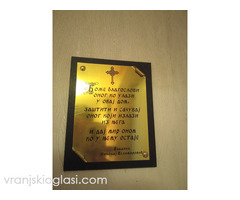 Боже благослови
оног ко улази
у овај дом.
Заштити и сачувај
оног који излази
из њега
И дај мир оном
ко у њему остаје
vranjskioglasi.com